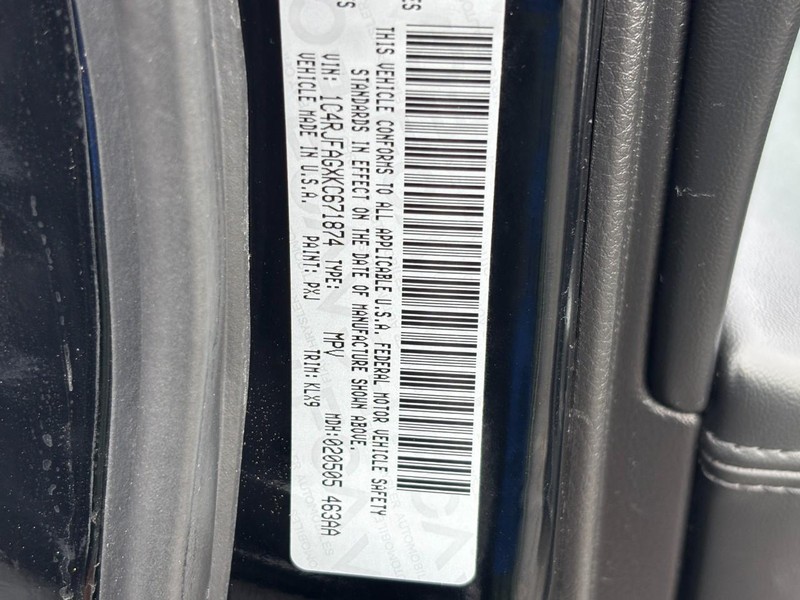 THIS VEHICLE CONFORMS TO ALL APPLICABLE U.S.A. FEDERAL MOTOR VEHICLE SAFETY
STANDARDS IN EFFECT ON THE DATE OF MANUFACTURE SHOWN ABOVE.
VIN: 1C4RJFAGXKC671874 TYPE: MPV MDH:020505 463AA
VEHICLE MADE IN U.S.A. PAINT: PXJ TRIM: KLX9